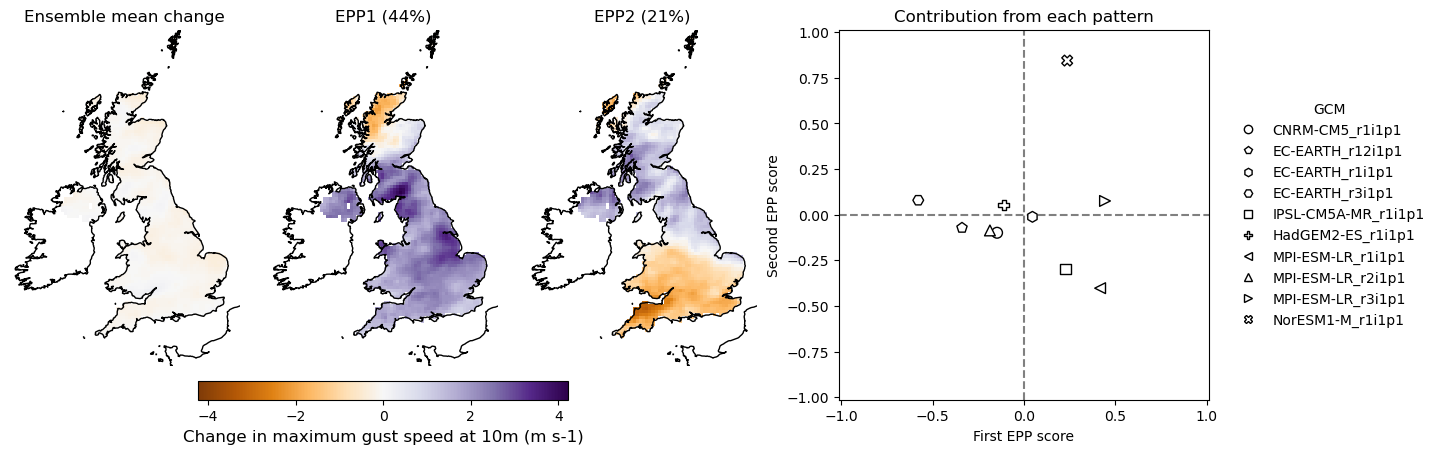 Ensemble mean change
EPP1 (44%)
EPP2 (21%)
−4
−2
0
2
4
Change in maximum gust speed at 10m (m s-1)
Contribution from each pattern
1.00
0.75
0.50
0.25
0.00
−0.25
−0.50
−0.75
−1.00
Second EPP score
−1.0
−0.5
0.0
0.5
1.0
First EPP score
GCM
CNRM-CM5_r1i1p1
EC-EARTH_r12i1p1
EC-EARTH_r1i1p1
EC-EARTH_r3i1p1
IPSL-CM5A-MR_r1i1p1
HadGEM2-ES_r1i1p1
MPI-ESM-LR_r1i1p1
MPI-ESM-LR_r2i1p1
MPI-ESM-LR_r3i1p1
NorESM1-M_r1i1p1